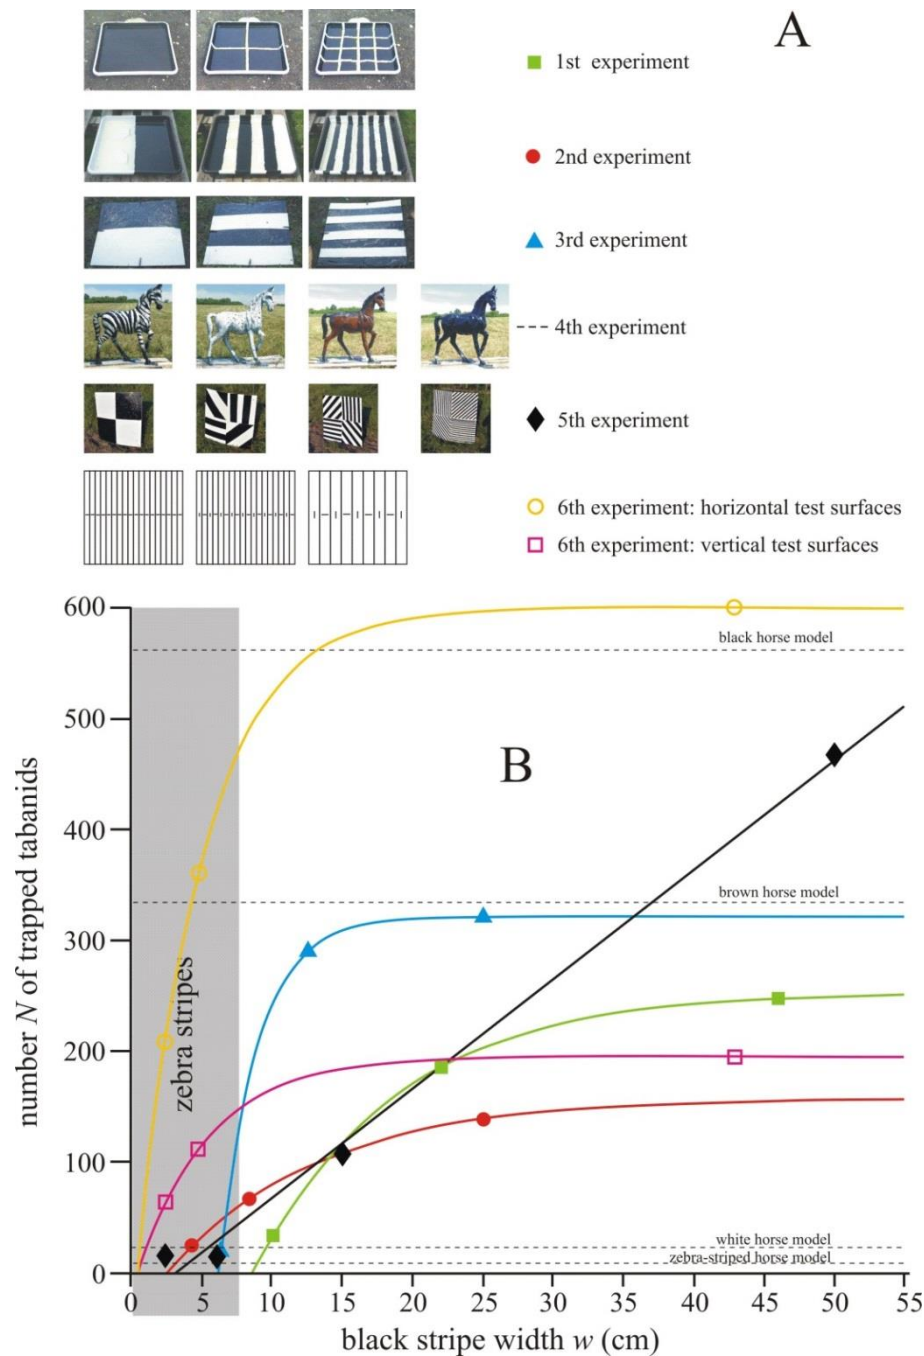 A
1st experiment
2nd experiment
3rd experiment
4th experiment
5th experiment
6th experiment: horizontal test surfaces
6th experiment: vertical test surfaces
B
number N of trapped tabanids
600
500
400
300
200
100
0
zebra stripes
black horse model
brown horse model
white horse model
zebra-striped horse model
0 5 10 15 20 25 30 35 40 45 50 55
black stripe width w (cm)